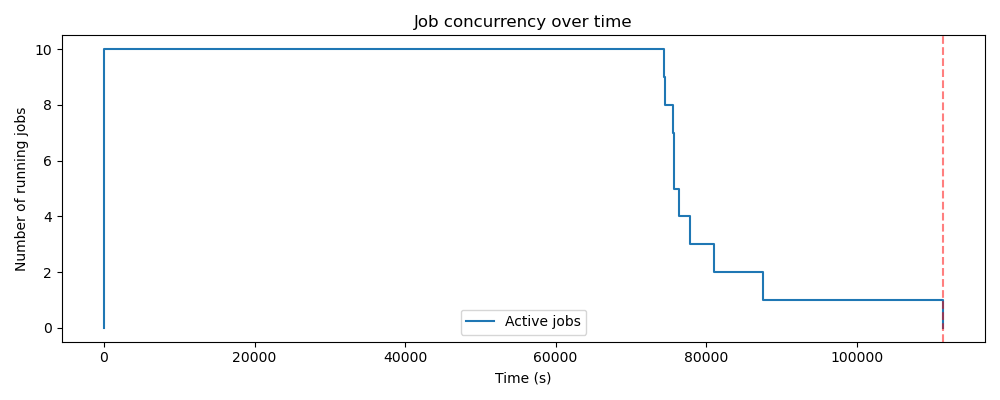 Job concurrency over time
Number of running jobs
10
8
6
4
2
0
Active jobs
0 20000 40000 60000 80000 100000
Time (s)